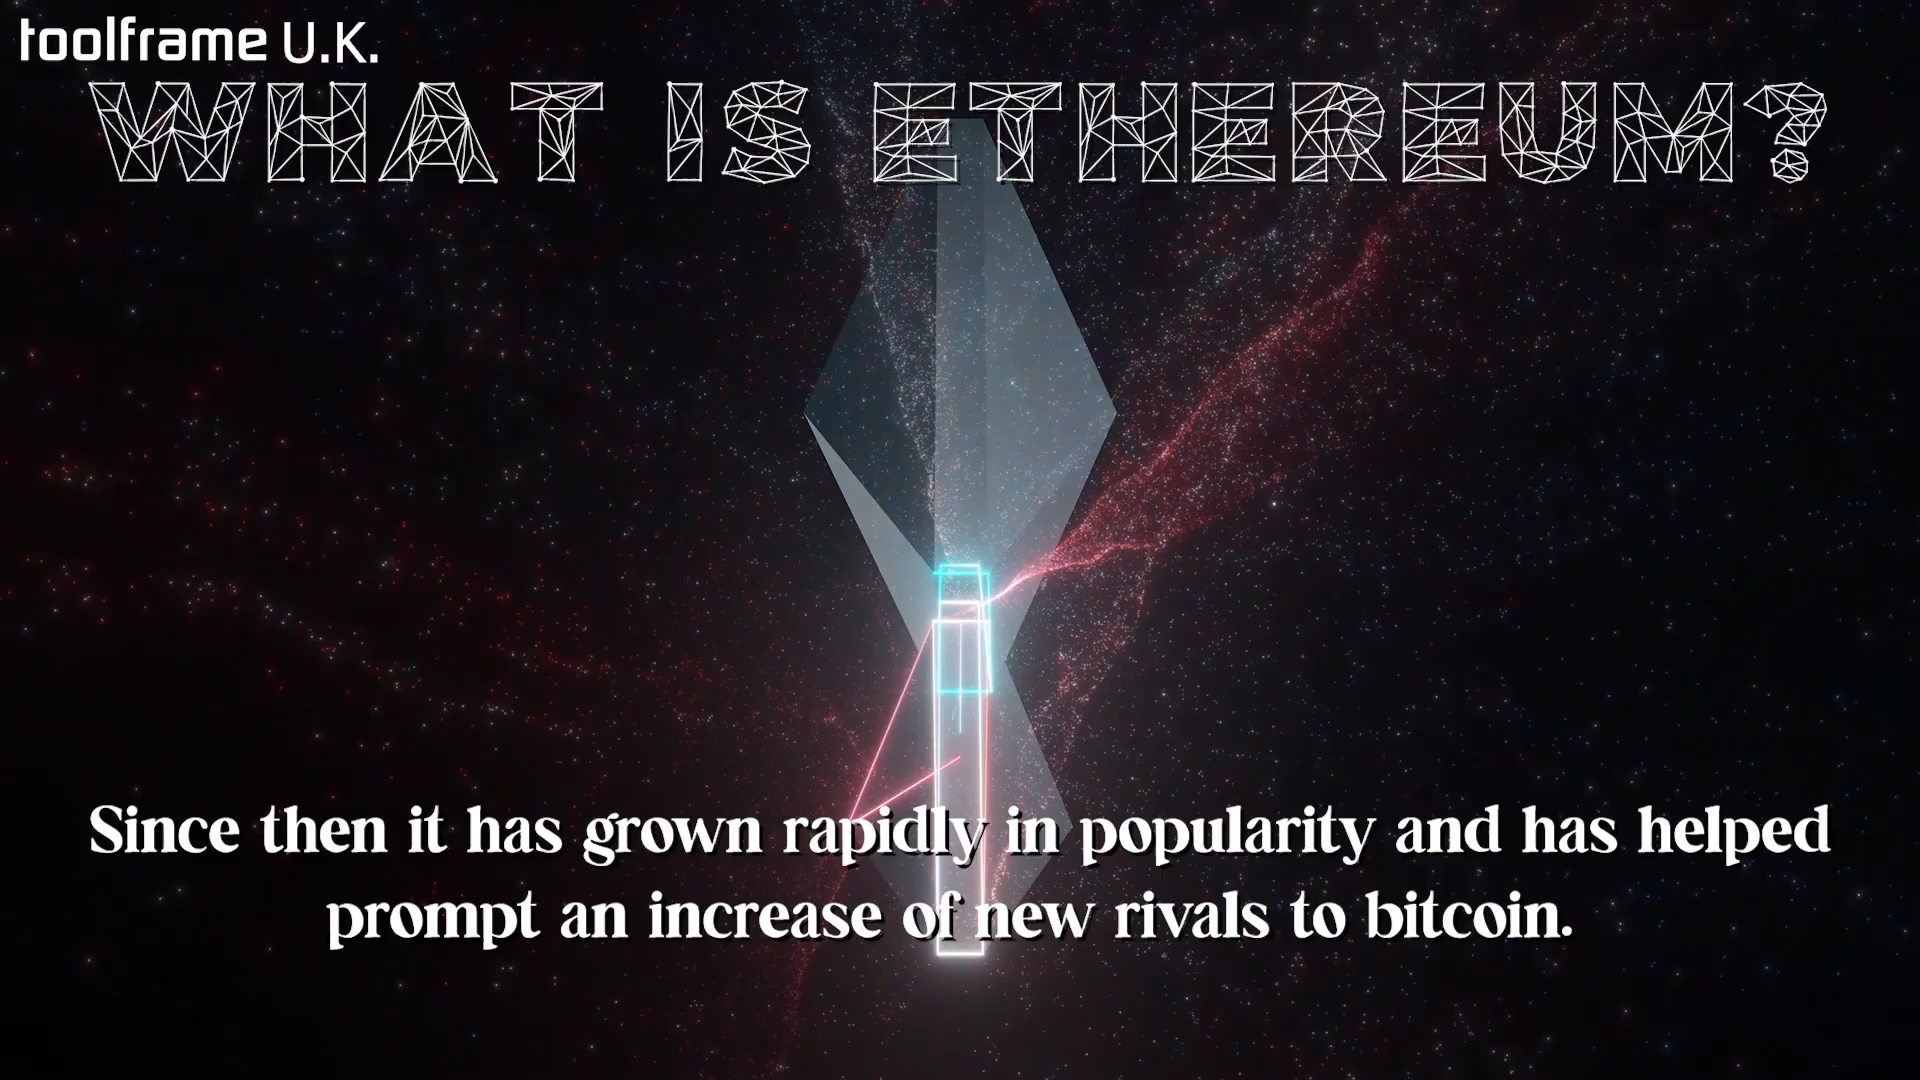 toolframe U.K.
WHAT IS ETHEREUM?
Since then it has grown rapidly in popularity and has helped
prompt an increase of new rivals to bitcoin.